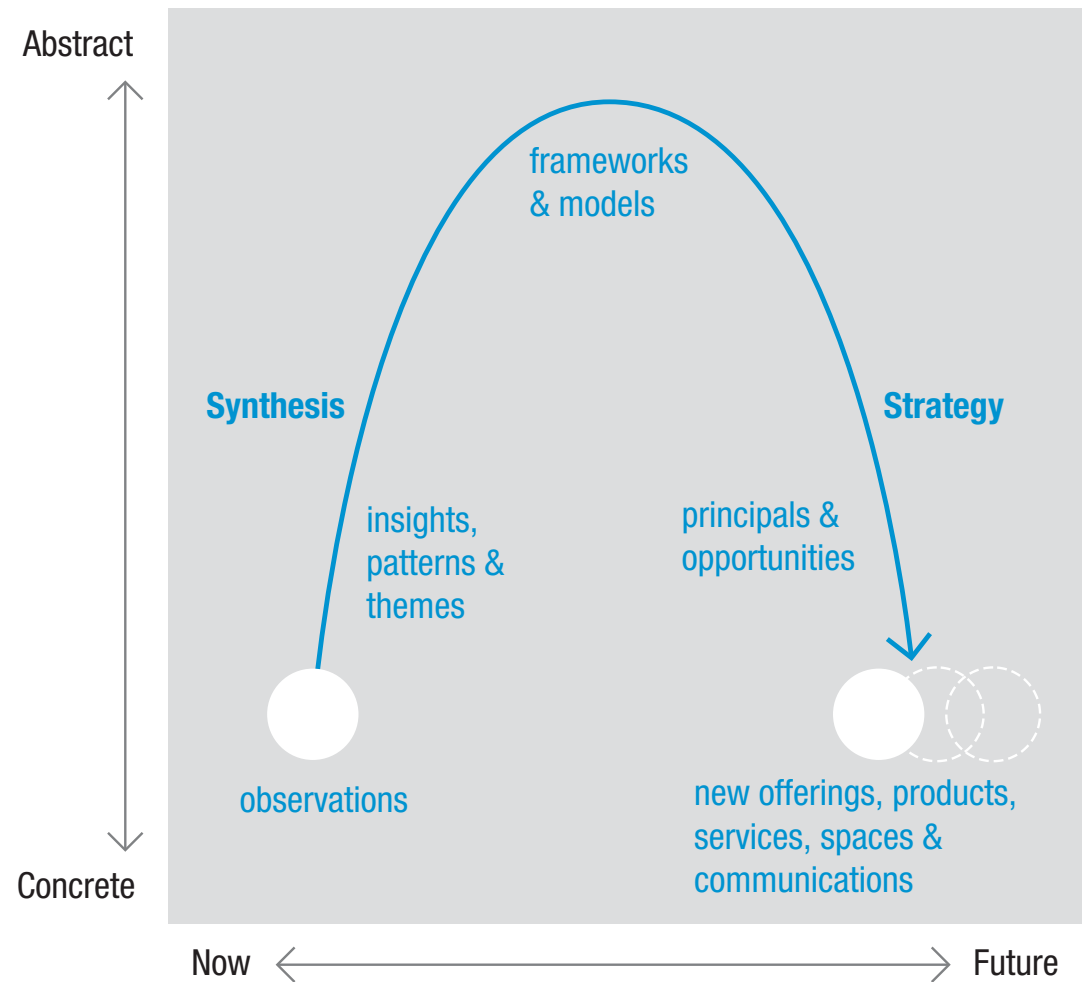 Abstract
frameworks
& models
Synthesis
Strategy
insights,
patterns &
themes
principals &
opportunities
observations
new offerings, products,
services, spaces &
communications
Concrete
Now
Future